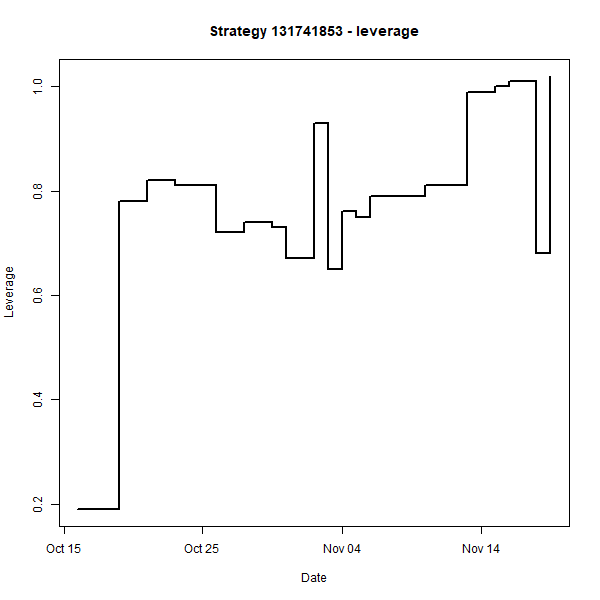 Strategy 131741853 - leverage
Leverage
1.0
0.8
0.6
0.4
0.2
Oct 15
Oct 25
Nov 04
Nov 14
Date